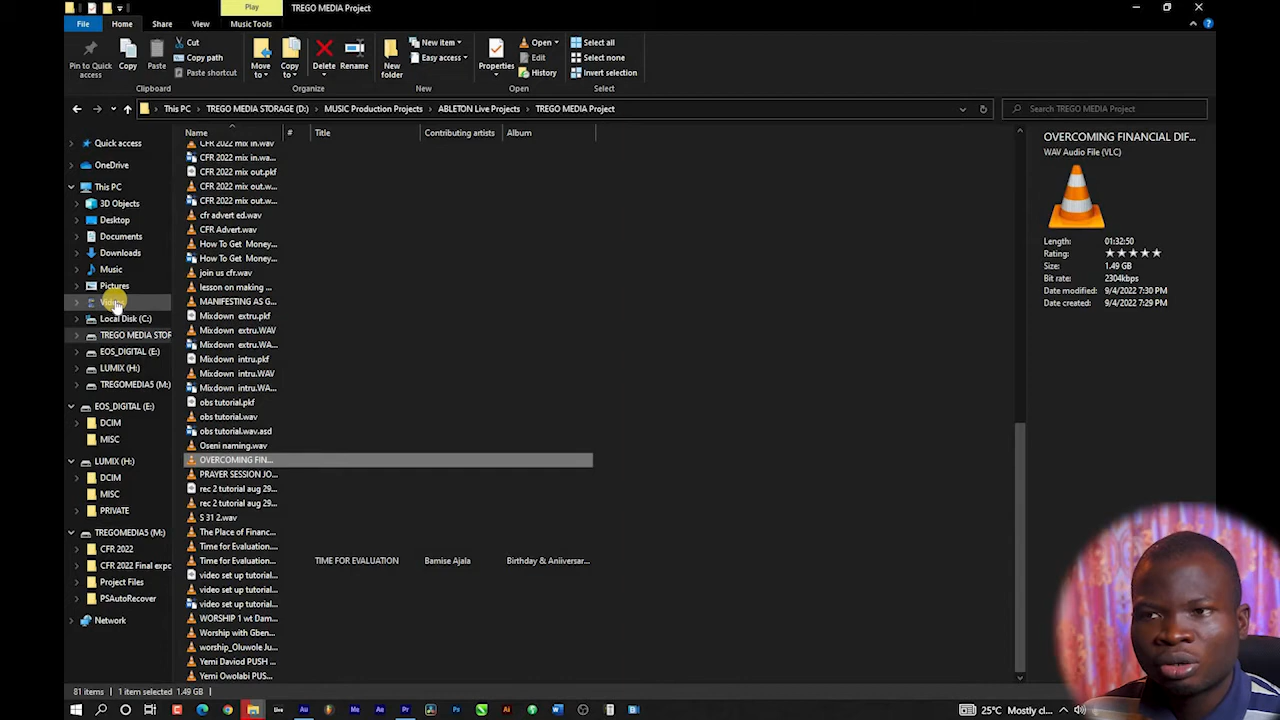 Play
TREGO MEDIA Project
File
Home
Share
View
Music Tools
Pin to Quick access
Copy
Paste
Cut
Copy path
Paste shortcut
Clipboard
Move to
Copy to
Delete
Rename
Organize
New folder
New item
Easy access
New
Properties
Open
Edit
History
Open
Select all
Select none
Invert selection
Select
This PC > TREGO MEDIA STORAGE (D:) > MUSIC Production Projects > ABLETON Live Projects > TREGO MEDIA Project
Search TREGO MEDIA Project
Name
#
Title
Contributing artists
Album
Quick access
OneDrive
This PC
3D Objects
Desktop
Documents
Downloads
Music
Pictures
Local Disk (C:)
TREGO MEDIA STOR
EOS_DIGITAL (E:)
LUMIX (H:)
TREGOMEDIA5 (M:)
EOS_DIGITAL (E:)
DCIM
MISC
LUMIX (H:)
DCIM
MISC
PRIVATE
TREGOMEDIA5 (M:)
CFR 2022
CFR 2022 Final expo
Project Files
PSAutoRecover
Network
CFR 2022 mix in.wav
CFR 2022 mix in.wa...
CFR 2022 mix out.pkf
CFR 2022 mix out.w...
CFR 2022 mix out.w...
cfr advert ed.wav
CFR Advert.wav
How To Get Money...
How To Get Money...
join us cfr.wav
lesson on making ...
MANIFESTING AS G...
Mixdown extru.pkf
Mixdown extru.WAV
Mixdown extru.WA...
Mixdown intru.pkf
Mixdown intru.WAV
Mixdown intru.WA...
obs tutorial.pkf
obs tutorial.wav
obs tutorial.wav.asd
Oseni naming.wav
OVERCOMING FIN...
PRAYER SESSION JO...
rec 2 tutorial aug 29...
rec 2 tutorial aug 29...
S 31 2.wav
The Place of Financ...
Time for Evaluation...
Time for Evaluation... TIME FOR EVALUATION Bamise Ajala Birthday & Aniiversar...
video set up tutorial...
video set up tutorial...
video set up tutorial...
WORSHIP 1 wt Dam...
Worship with Gben...
worship_Oluwole Ju...
Yemi Daviod PUSH ...
Yemi Owolabi PUS...
OVERCOMING FINANCIAL DIF...
WAV Audio File (VLC)
Length: 01:32:50
Rating: ★★★★★
Size: 1.49 GB
Bit rate: 2304kbps
Date modified: 9/4/2022 7:30 PM
Date created: 9/4/2022 7:29 PM
81 items
1 item selected 1.49 GB
25°C Mostly cl...